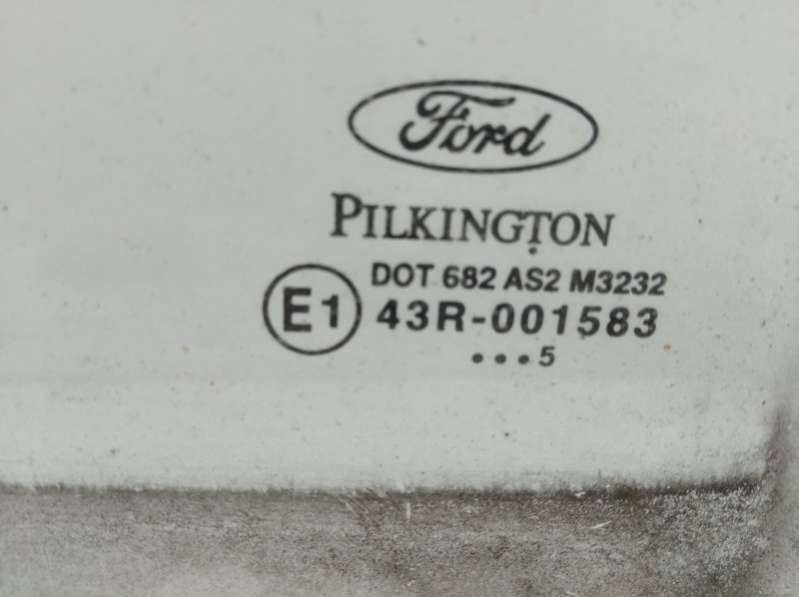 Ford
PILKINGTON
DOT 682 AS2 M3232
E1 43R-001583
•••5